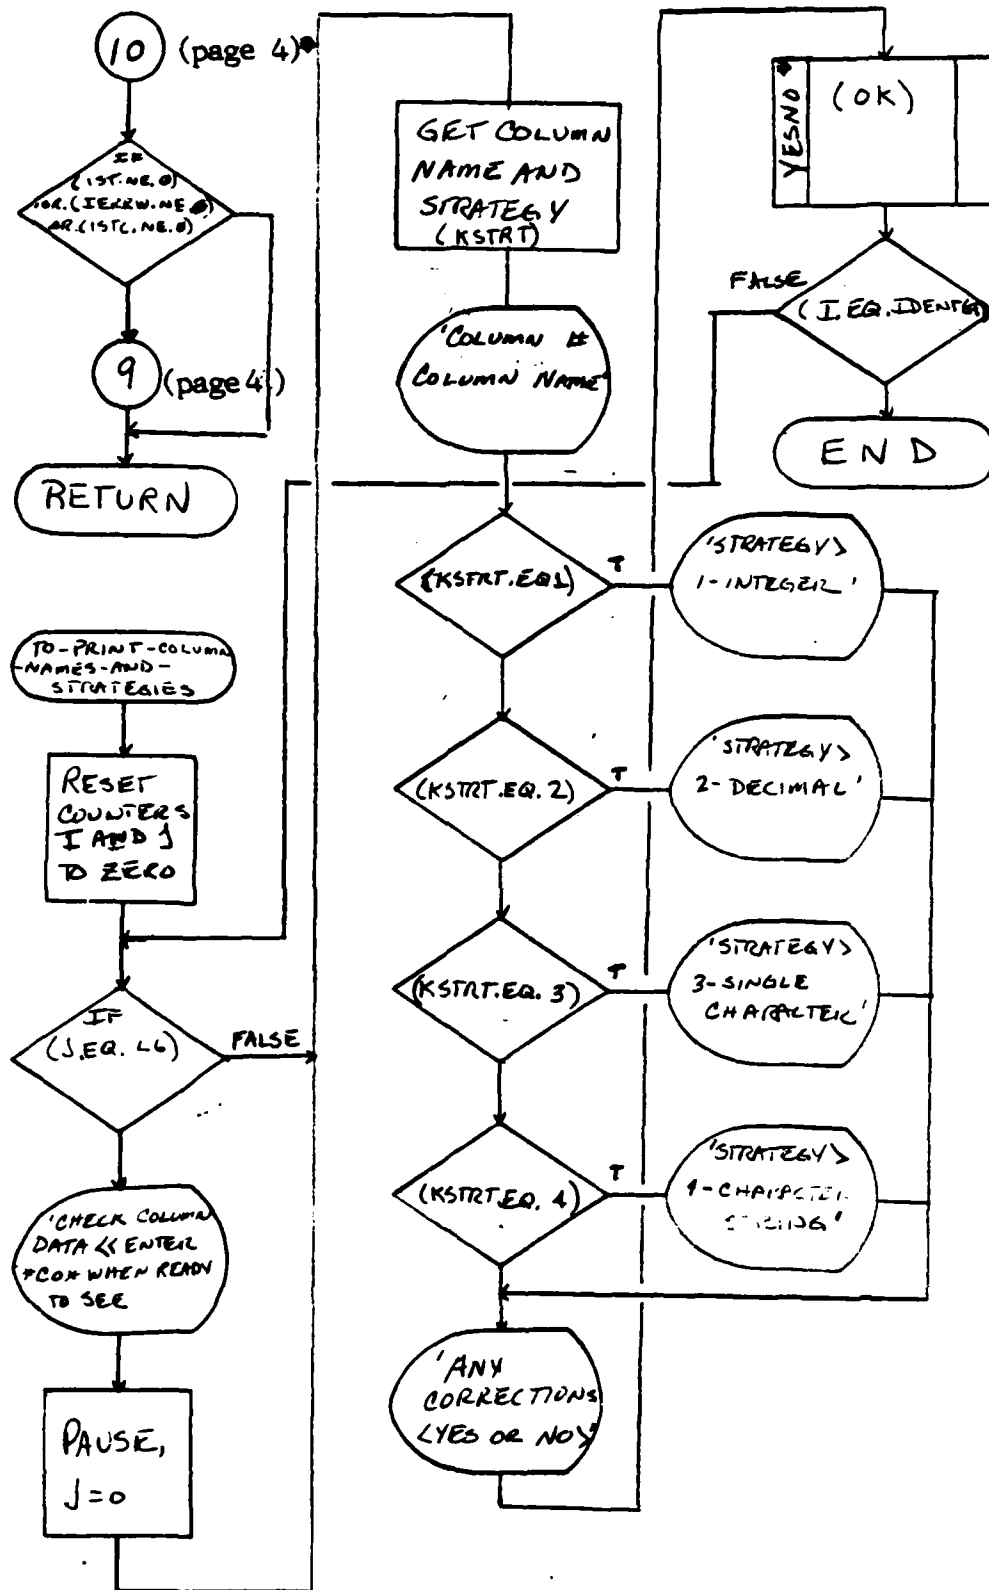 10 (page 4)*
IF
(IST.NE.0)
.OR.(IERRW.NE.0)
.OR.(ISTC.NE.0)
9 (page 4)
RETURN
TO-PRINT-COLUMN
-NAMES-AND-
STRATEGIES
RESET
COUNTERS
I AND J
TO ZERO
IF
(J.EQ. L6)
FALSE
'CHECK COLUMN
DATA << ENTER
*CO* WHEN READY
TO SEE
PAUSE,
J=0
GET COLUMN
NAME AND
STRATEGY
(KSTRT)
'COLUMN #
COLUMN NAME'
(KSTRT.EQ1)
T
'STRATEGY>
1-INTEGER'
(KSTRT.EQ.2)
T
'STRATEGY>
2-DECIMAL'
(KSTRT.EQ.3)
T
'STRATEGY>
3-SINGLE
CHARACTER'
(KSTRT.EQ.4)
T
'STRATEGY>
4-CHARACTER
STRING'
'ANY
CORRECTIONS
<YES OR NO>'
YESNO *
(OK)
FALSE
(I.EQ.IDENT
END